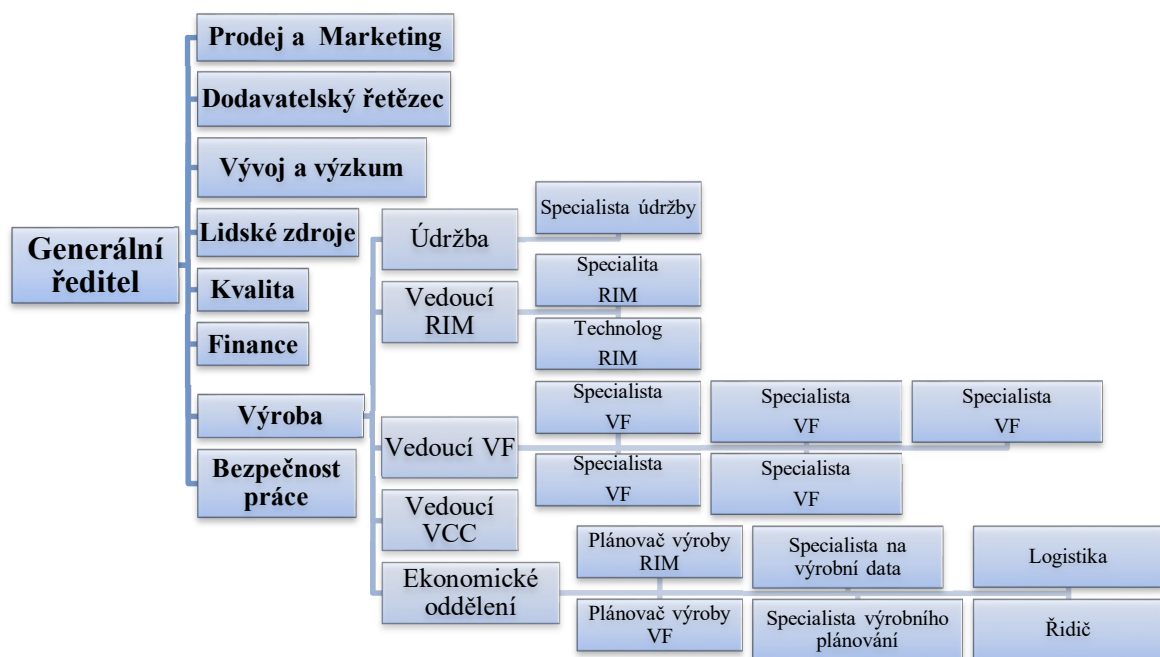 Prodej a Marketing
Dodavatelský řetězec
Vývoj a výzkum
Lidské zdroje
Generální
ředitel
Kvalita
Finance
Výroba
Bezpečnost
práce
Údržba
Specialista údržby
Vedoucí
RIM
Specialita
RIM
Technolog
RIM
Vedoucí VF
Specialista
VF
Specialista
VF
Specialista
VF
Specialista
VF
Specialista
VF
Vedoucí
VCC
Ekonomické
oddělení
Plánovač výroby
RIM
Specialista na
výrobní data
Logistika
Plánovač výroby
VF
Specialista výrobního
plánování
Řidič